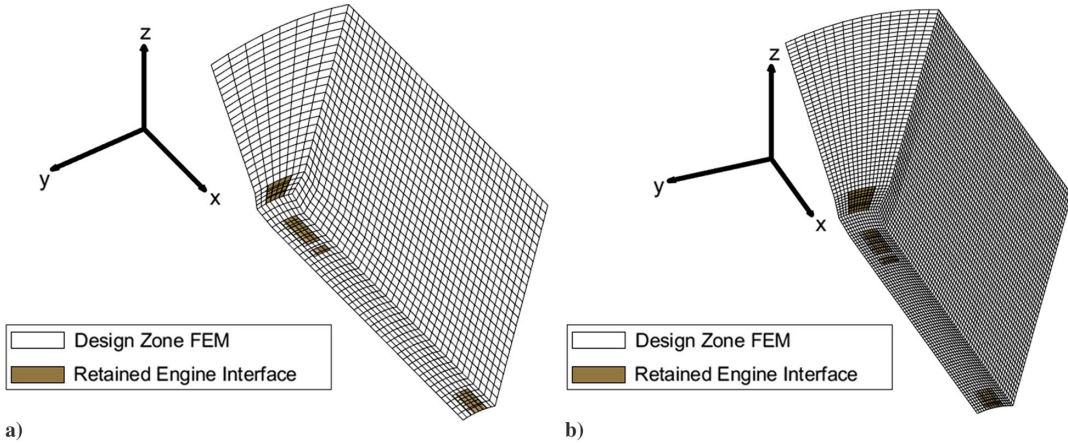 z
y
x
Design Zone FEM
Retained Engine Interface
a)
z
y
x
Design Zone FEM
Retained Engine Interface
b)